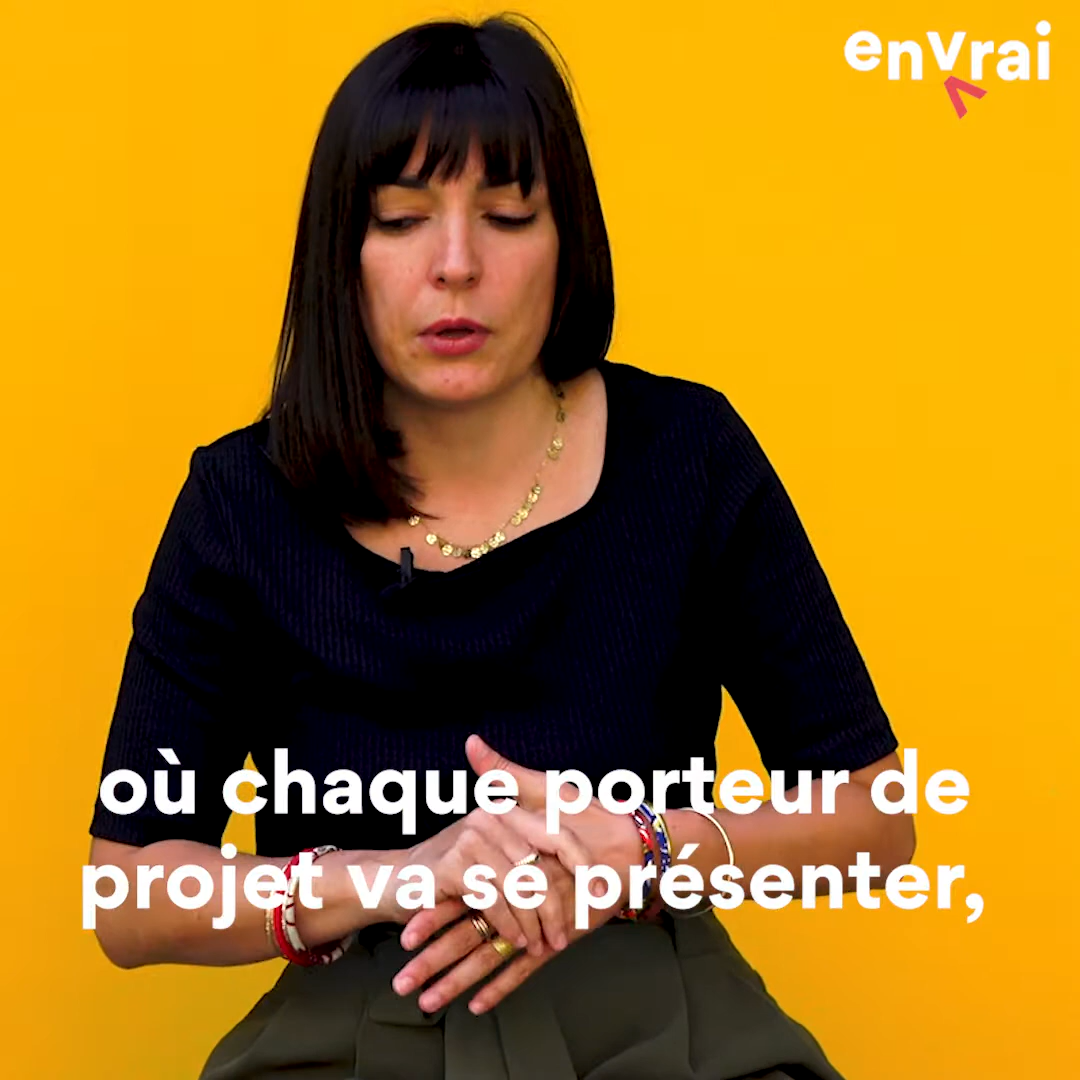 envrai
où chaque porteur de
projet va se présenter,